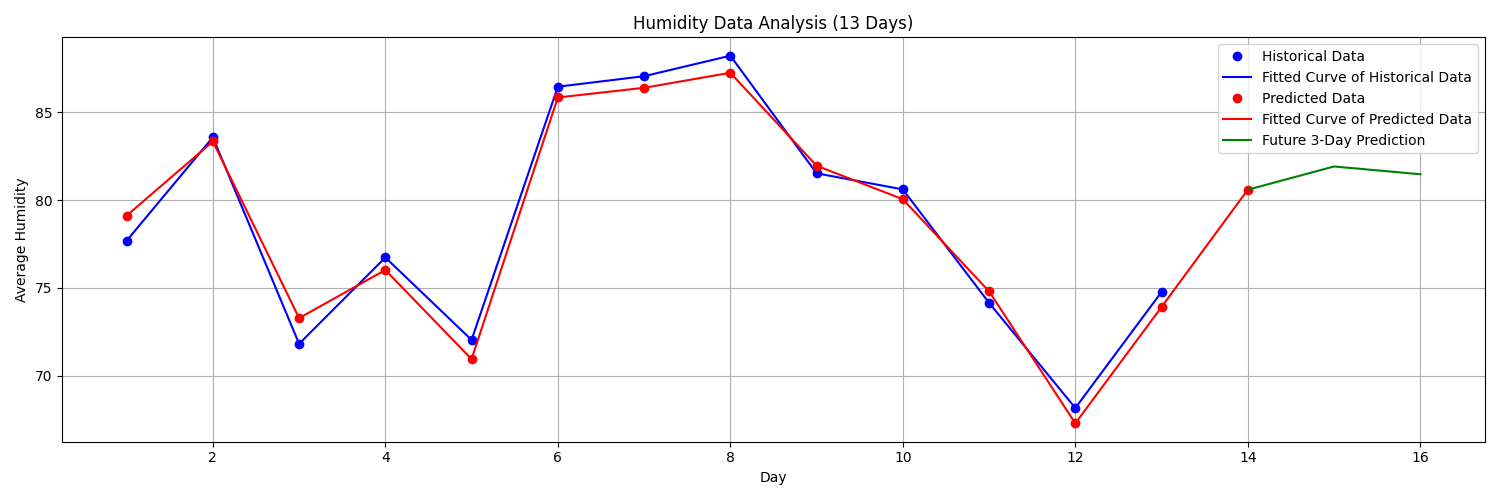 Humidity Data Analysis (13 Days)
Historical Data
Fitted Curve of Historical Data
Predicted Data
Fitted Curve of Predicted Data
Future 3-Day Prediction
Average Humidity
85
80
75
70
2 4 6 8 10 12 14 16
Day